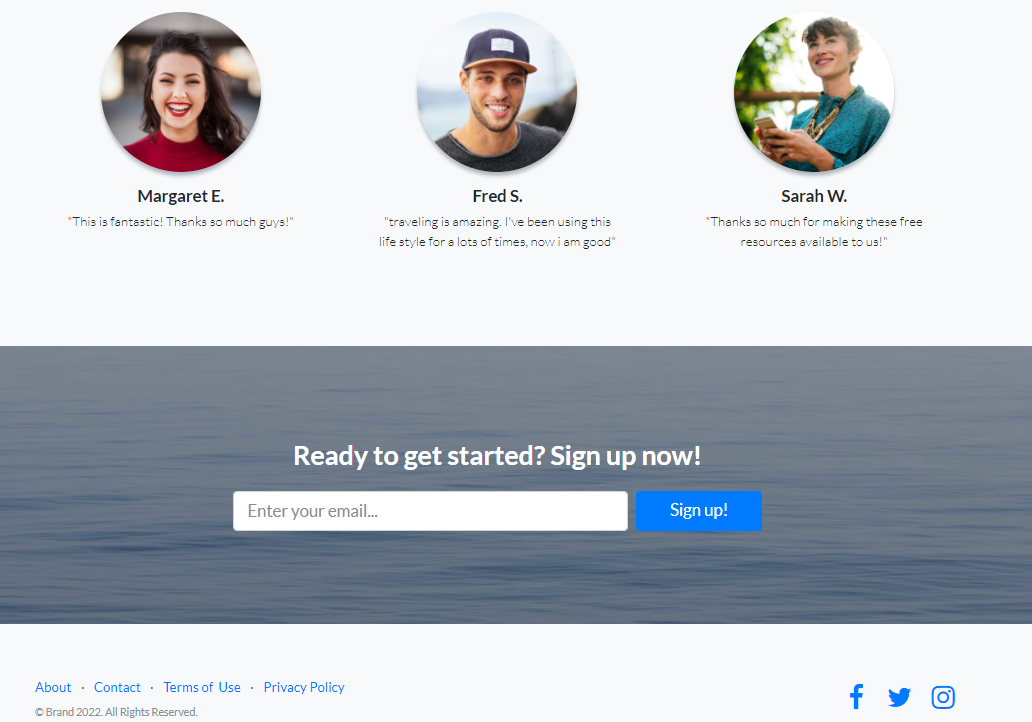 Margaret E.
"This is fantastic! Thanks so much guys!"
Fred S.
"traveling is amazing. I've been using this
life style for a lots of times, now i am good"
Sarah W.
"Thanks so much for making these free
resources available to us!"
Ready to get started? Sign up now!
Enter your email...
Sign up!
About · Contact · Terms of Use · Privacy Policy
© Brand 2022. All Rights Reserved.